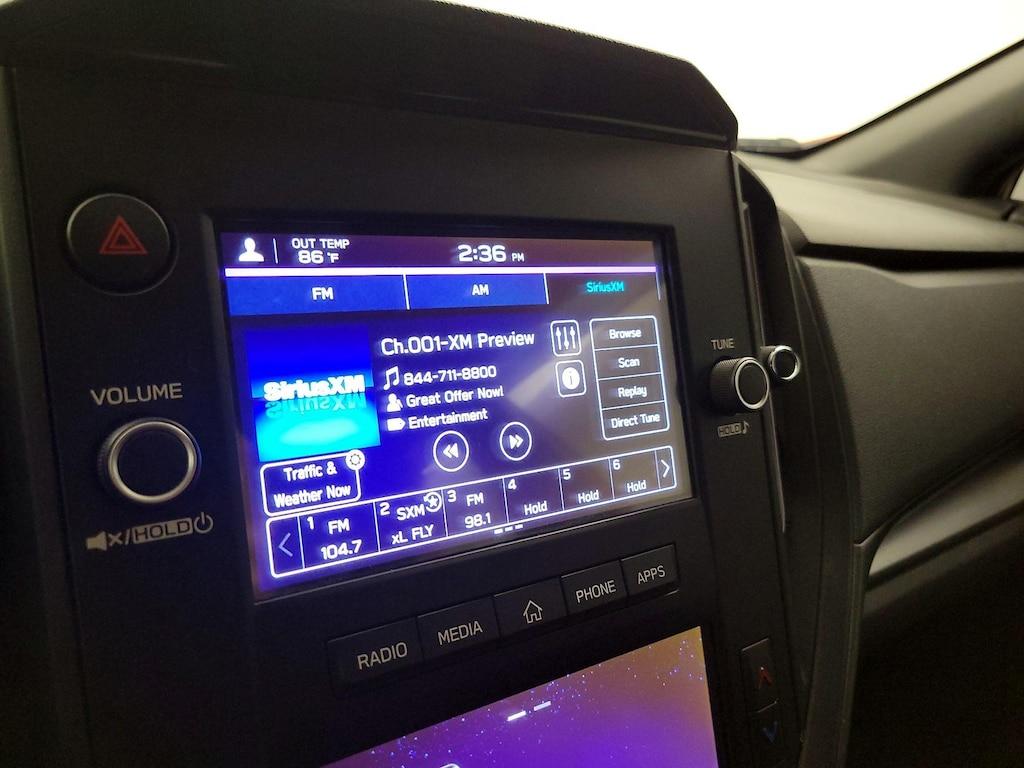 OUT TEMP
86 °F
2:36 PM
FM
AM
SiriusXM
SiriusXM
Ch.001-XM Preview
844-711-8800
Great Offer Now!
Entertainment
Browse
Scan
Replay
Direct Tune
Traffic &
Weather Now
1 FM
104.7
2 SXM
xL FLY
3 FM
98.1
4
Hold
5
Hold
6
Hold
VOLUME
/HOLD
TUNE
HOLD
RADIO
MEDIA
PHONE
APPS